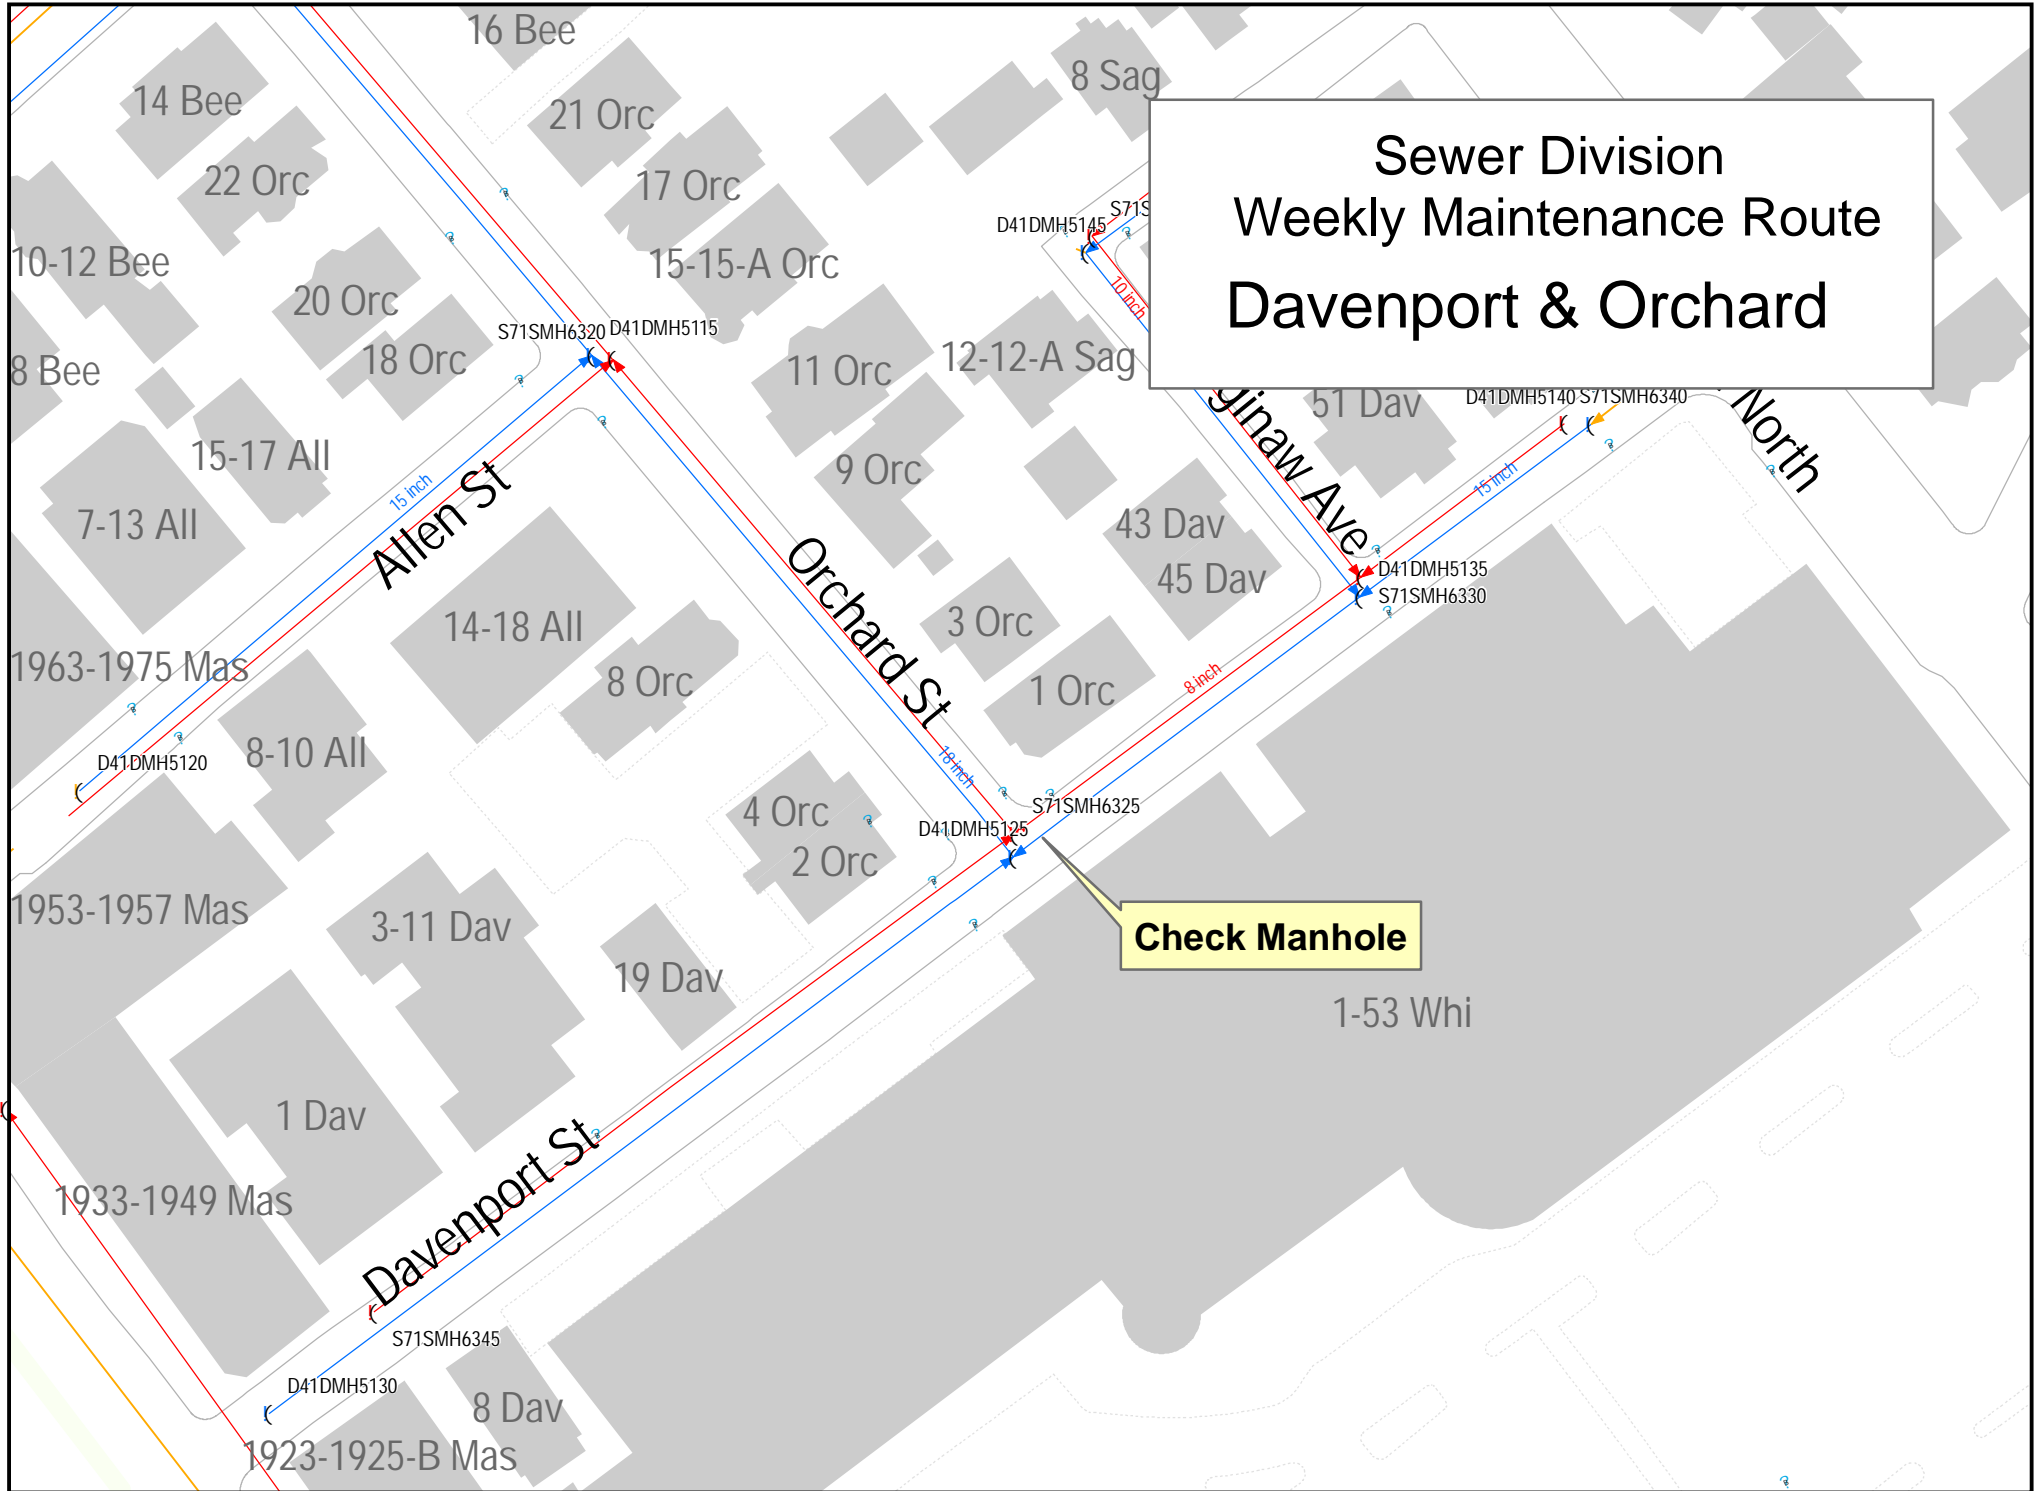 16 Bee
8 Sag
14 Bee
21 Orc
Sewer Division
Weekly Maintenance Route
Davenport & Orchard
22 Orc
17 Orc
D41DMH5145
S71S
10-12 Bee
15-15-A Orc
20 Orc
10 inch
S71SMH6320
D41DMH5115
18 Orc
8 Bee
11 Orc
12-12-A Sag
51 Dav
D41DMH5140
S71SMH6340
North
15-17 All
9 Orc
ginaw Ave
15 inch
15 inch
Allen St
7-13 All
43 Dav
45 Dav
D41DMH5135
S71SMH6330
Orchard St
14-18 All
3 Orc
1963-1975 Mas
8 Orc
1 Orc
8 inch
8-10 All
D41DMH5120
18 inch
4 Orc
S71SMH6325
D41DMH5125
2 Orc
1953-1957 Mas
3-11 Dav
Check Manhole
19 Dav
1-53 Whi
1 Dav
Davenport St
1933-1949 Mas
S71SMH6345
D41DMH5130
8 Dav
1923-1925-B Mas